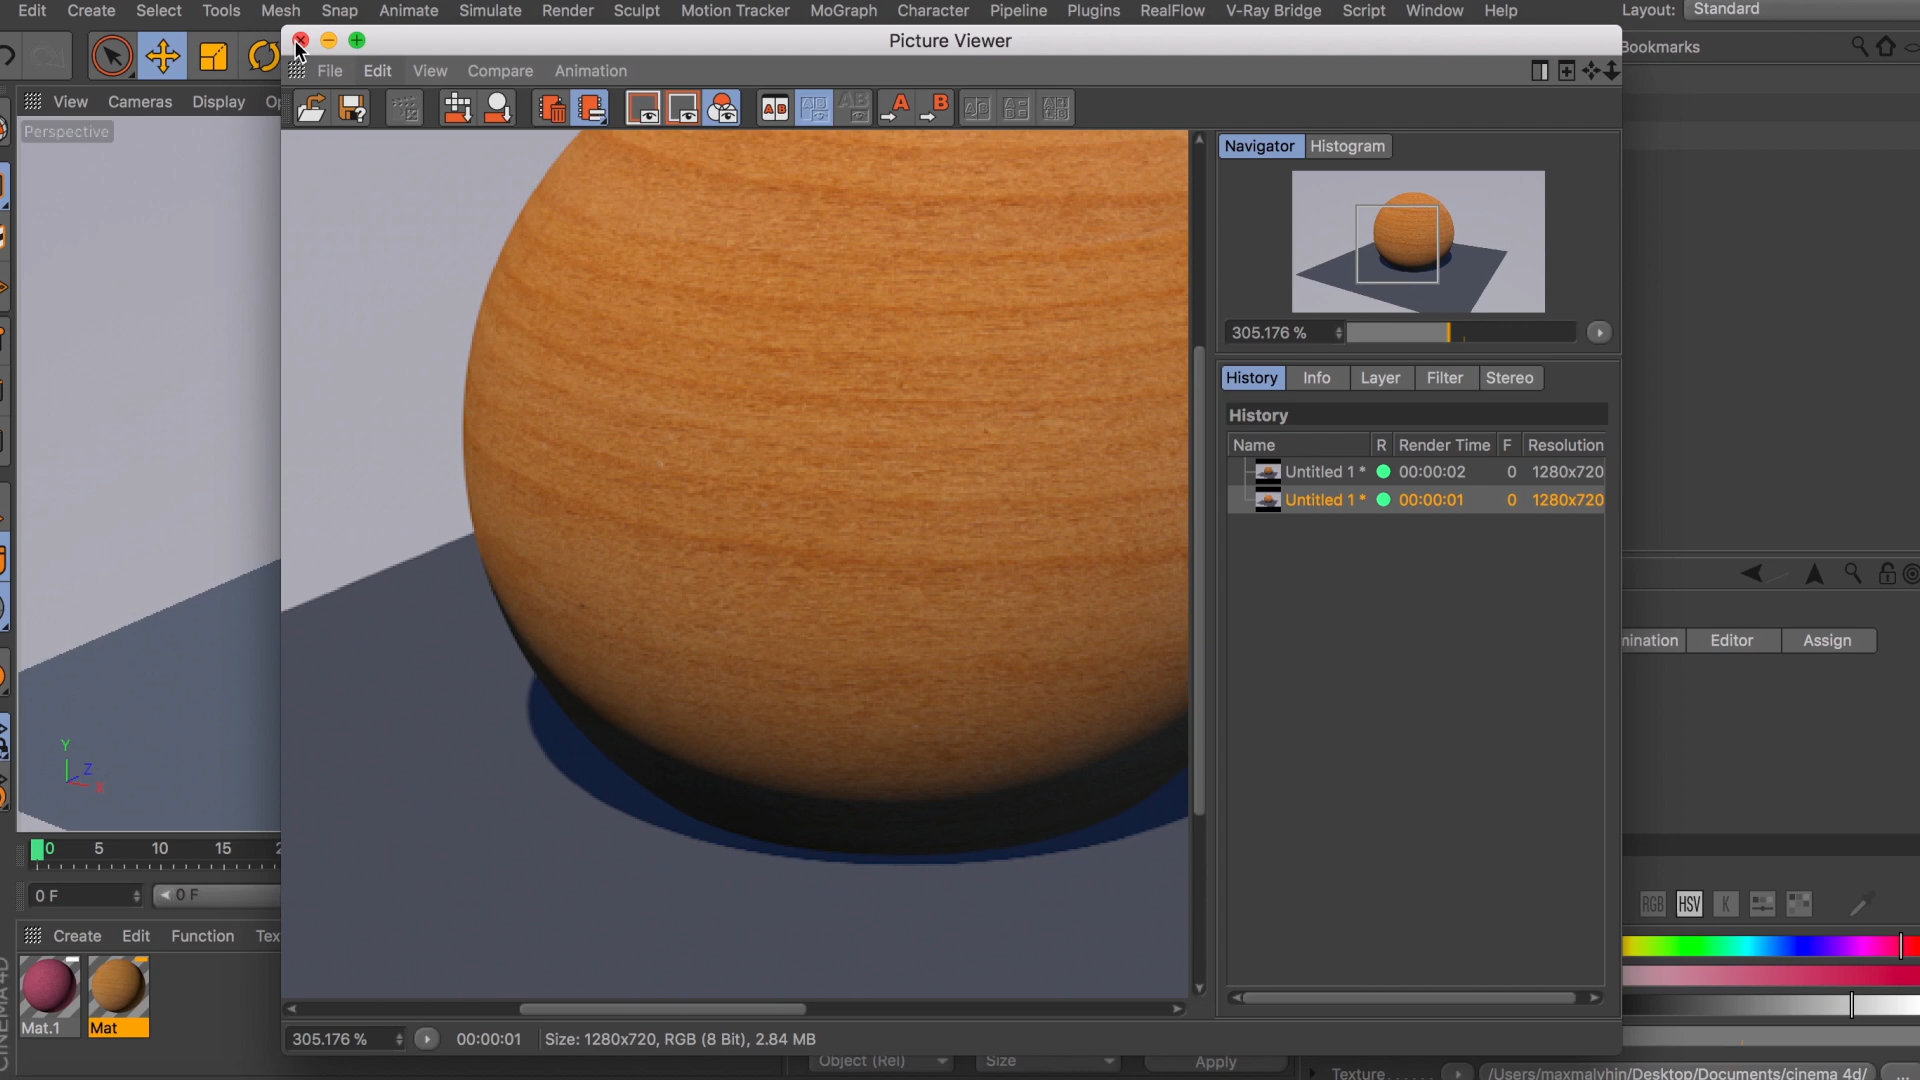 Edit Create Select Tools Mesh Snap Animate Simulate Render Sculpt Motion Tracker MoGraph Character Pipeline Plugins RealFlow V-Ray Bridge Script Window Help
Layout: Standard
Picture Viewer
Bookmarks
File Edit View Compare Animation
View Cameras Display
Perspective
A B
A B
AB
A
B
Navigator Histogram
305.176 %
History Info Layer Filter Stereo
History
Name R Render Time F Resolution
Untitled 1 * 00:00:02 0 1280x720
Untitled 1 * 00:00:01 0 1280x720
Editor Assign
Y
Z
X
0 5 10 15
0 F 0 F
RGB HSV K
Create Edit Function
Mat.1 Mat
CINEMA 4D
305.176 % 00:00:01 Size: 1280x720, RGB (8 Bit), 2.84 MB
Object (Rel) Size Apply
Texture...... /Users/maxmalyhin/Desktop/Documents/cinema 4d/ ...